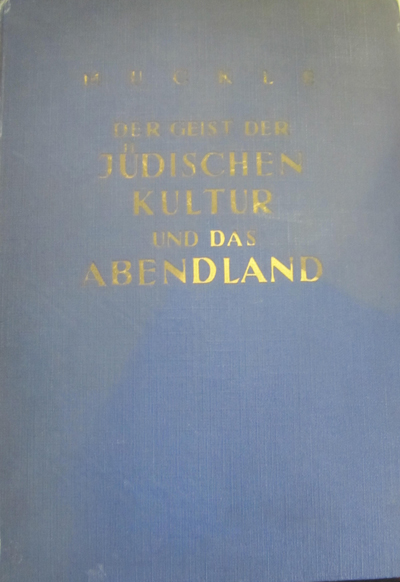 MUCKLE
DER GEIST DER
JÜDISCHEN
KULTUR
UND DAS
ABENDLAND